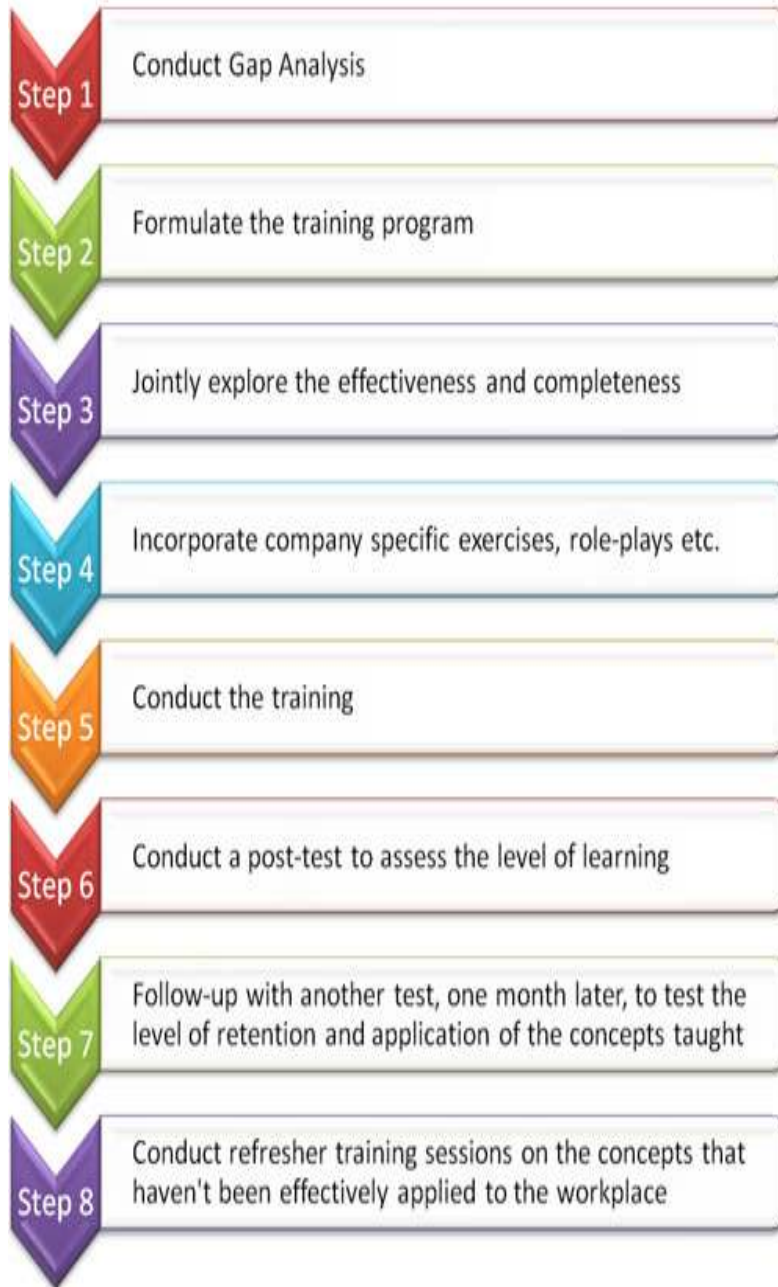 Step 1
Conduct Gap Analysis
Step 2
Formulate the training program
Step 3
Jointly explore the effectiveness and completeness
Step 4
Incorporate company specific exercises, role-plays etc.
Step 5
Conduct the training
Step 6
Conduct a post-test to assess the level of learning
Step 7
Follow-up with another test, one month later, to test the
level of retention and application of the concepts taught
Step 8
Conduct refresher training sessions on the concepts that
haven't been effectively applied to the workplace